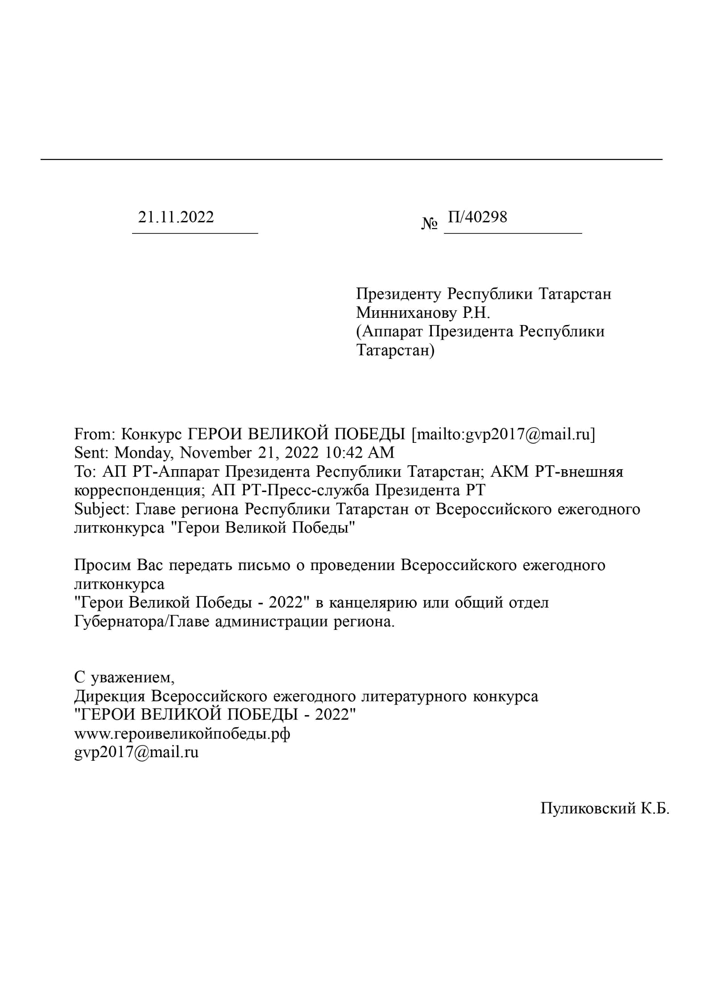 21.11.2022
№ П/40298
Президенту Республики Татарстан
Минниханову Р.Н.
(Аппарат Президента Республики
Татарстан)
From: Конкурс ГЕРОИ ВЕЛИКОЙ ПОБЕДЫ [mailto:gvp2017@mail.ru]
Sent: Monday, November 21, 2022 10:42 AM
To: АП РТ-Аппарат Президента Республики Татарстан; АКМ РТ-внешняя
корреспонденция; АП РТ-Пресс-служба Президента РТ
Subject: Главе региона Республики Татарстан от Всероссийского ежегодного
литконкурса "Герои Великой Победы"
Просим Вас передать письмо о проведении Всероссийского ежегодного
литконкурса
"Герои Великой Победы - 2022" в канцелярию или общий отдел
Губернатора/Главе администрации региона.
С уважением,
Дирекция Всероссийского ежегодного литературного конкурса
"ГЕРОИ ВЕЛИКОЙ ПОБЕДЫ - 2022"
www.героивеликойпобеды.рф
gvp2017@mail.ru
Пуликовский К.Б.